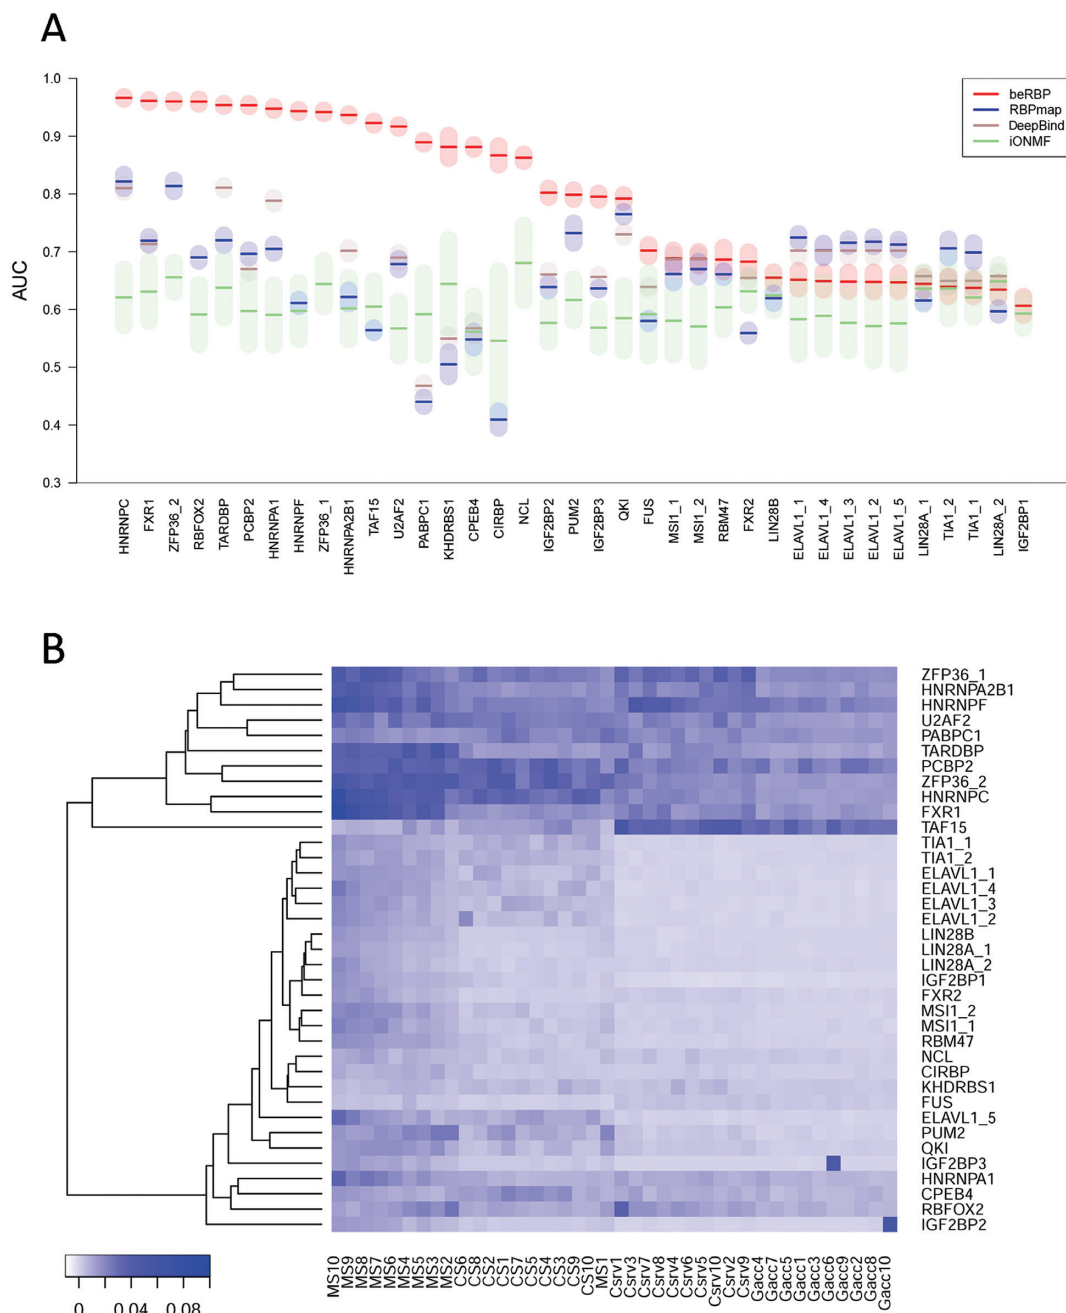 A
1.0
0.9
0.8
0.7
0.6
0.5
0.4
0.3
AUC
beRBP
RBPmap
DeepBind
iONMF
HNRNPC
FXR1
ZFP36_2
RBFOX2
TARDBP
PCBP2
HNRNPA1
HNRNPF
ZFP36_1
HNRNPA2B1
TAF15
U2AF2
PABPC1
KHDRBS1
CPEB4
CIRBP
NCL
IGF2BP2
PUM2
IGF2BP3
QKI
FUS
MSI1_1
MSI1_2
RBM47
FXR2
LIN28B
ELAVL1_1
ELAVL1_4
ELAVL1_3
ELAVL1_2
ELAVL1_5
LIN28A_1
TIA1_2
TIA1_1
LIN28A_2
IGF2BP1
B
ZFP36_1
HNRNPA2B1
HNRNPF
U2AF2
PABPC1
TARDBP
PCBP2
ZFP36_2
HNRNPC
FXR1
TAF15
TIA1_1
TIA1_2
ELAVL1_1
ELAVL1_4
ELAVL1_3
ELAVL1_2
LIN28B
LIN28A_1
LIN28A_2
IGF2BP1
FXR2
MSI1_2
MSI1_1
RBM47
NCL
CIRBP
KHDRBS1
FUS
ELAVL1_5
PUM2
QKI
IGF2BP3
HNRNPA1
CPEB4
RBFOX2
IGF2BP2
MS10
MS9
MS8
MS7
MS6
MS4
MS5
MS3
MS2
CS6
CS8
CS2
CS1
CS7
CS5
CS4
CS3
CS9
CS10
MS1
Csrv1
Csrv3
Csrv7
Csrv8
Csrv4
Csrv6
Csrv5
Csrv10
Csrv2
Csrv9
Gacc4
Gacc7
Gacc5
Gacc1
Gacc3
Gacc6
Gacc9
Gacc2
Gacc8
Gacc10
0 0.04 0.08